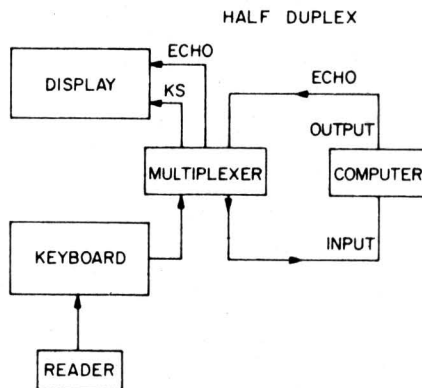 HALF DUPLEX
ECHO
DISPLAY
KS
ECHO
OUTPUT
MULTIPLEXER
COMPUTER
INPUT
KEYBOARD
READER